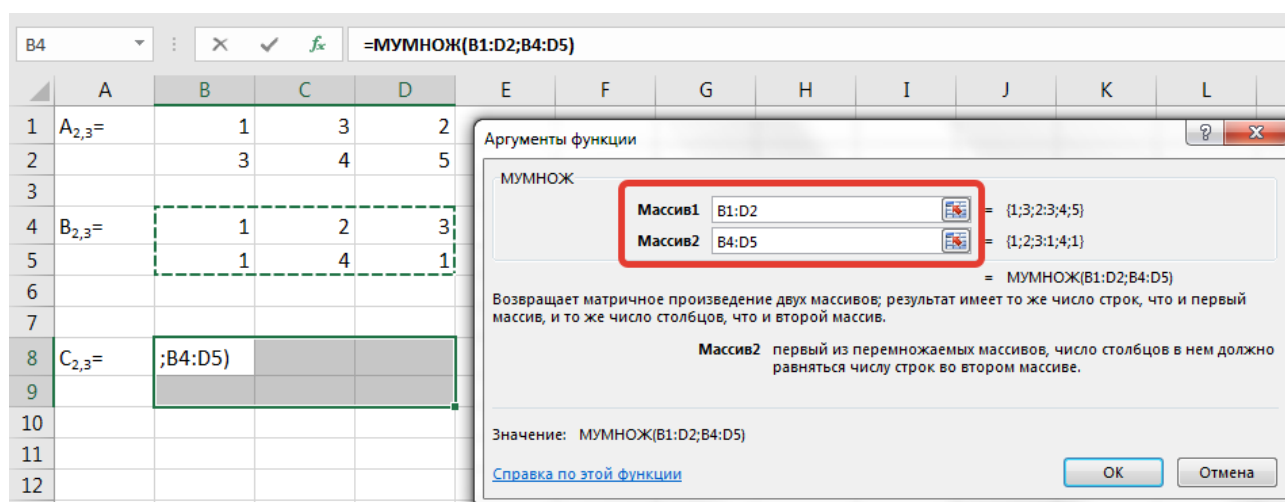 B4 fx =МУМНОЖ(B1:D2;B4:D5)
A B C D E F G H I J K L
1 A2,3= 1 3 2
2 3 4 5
3
4 B2,3= 1 2 3
5 1 4 1
6
7
8 C2,3= ;B4:D5)
9
10
11
12
Аргументы функции
МУМНОЖ
Массив1 B1:D2 = {1;3;2:3;4;5}
Массив2 B4:D5 = {1;2;3:1;4;1}
= МУМНОЖ(B1:D2;B4:D5)
Возвращает матричное произведение двух массивов; результат имеет то же число строк, что и первый
массив, и то же число столбцов, что и второй массив.
Массив2 первый из перемножаемых массивов, число столбцов в нем должно
равняться числу строк во втором массиве.
Значение: МУМНОЖ(B1:D2;B4:D5)
Справка по этой функции
ОК Отмена